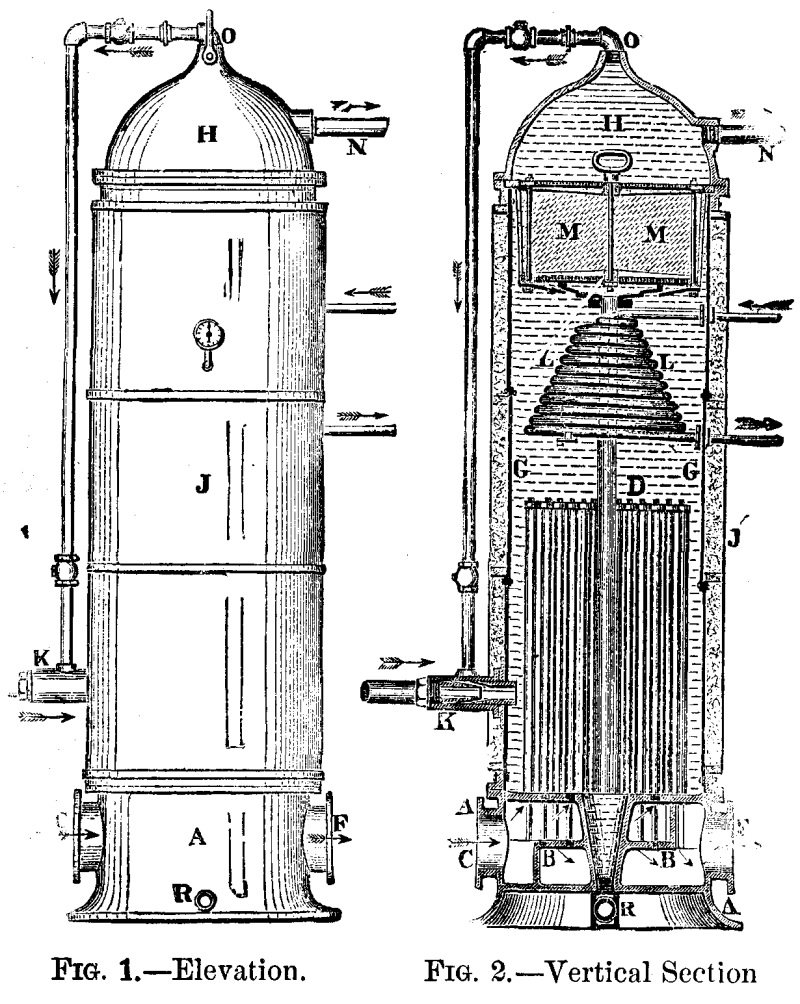 O
O
H
H
N
N
M M
L L
J
G G
D
J
K
K
C
F
A
A
C
B B
R
R
A
FIG. 1.—Elevation.
FIG. 2.—Vertical Section